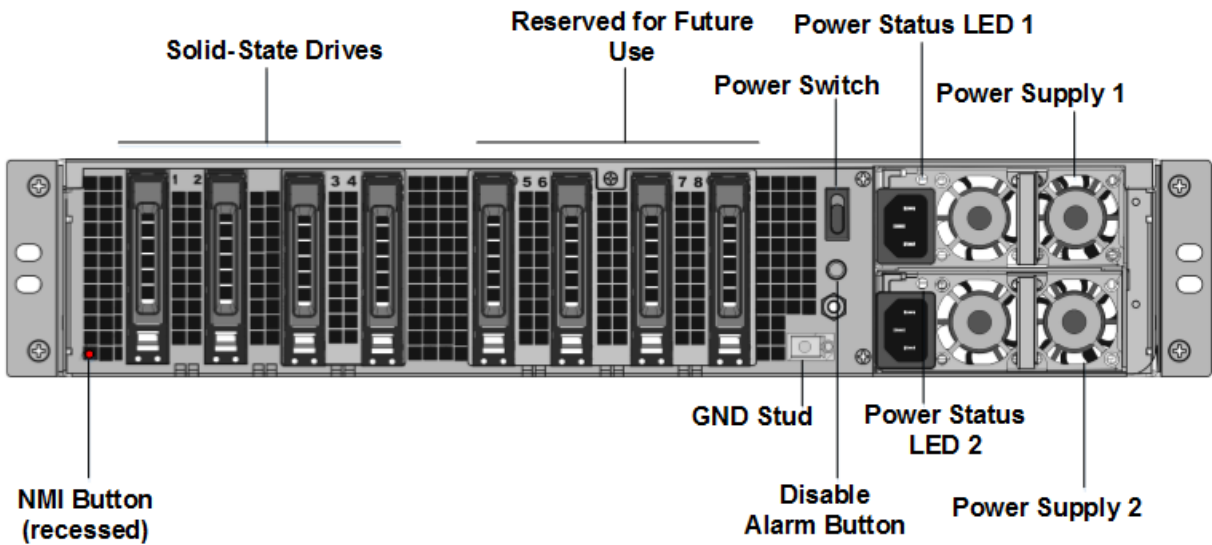 Reserved for Future
Use
Power Status LED 1
Solid-State Drives
Power Switch
Power Supply 1
1 2 3 4 5 6 7 8
GND Stud
Power Status
LED 2
NMI Button
(recessed)
Disable
Alarm Button
Power Supply 2